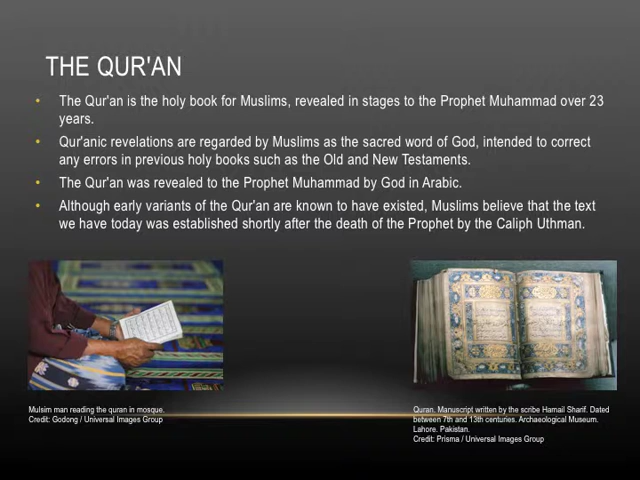 THE QUR'AN
• The Qur'an is the holy book for Muslims, revealed in stages to the Prophet Muhammad over 23
years.
• Qur'anic revelations are regarded by Muslims as the sacred word of God, intended to correct
any errors in previous holy books such as the Old and New Testaments.
• The Qur'an was revealed to the Prophet Muhammad by God in Arabic.
• Although early variants of the Qur'an are known to have existed, Muslims believe that the text
we have today was established shortly after the death of the Prophet by the Caliph Uthman.
Mulsim man reading the quran in mosque.
Credit: Godong / Universal Images Group
Quran. Manuscript written by the scribe Hamail Sharif. Dated
between 7th and 13th centuries. Archaeological Museum.
Lahore. Pakistan.
Credit: Prisma / Universal Images Group